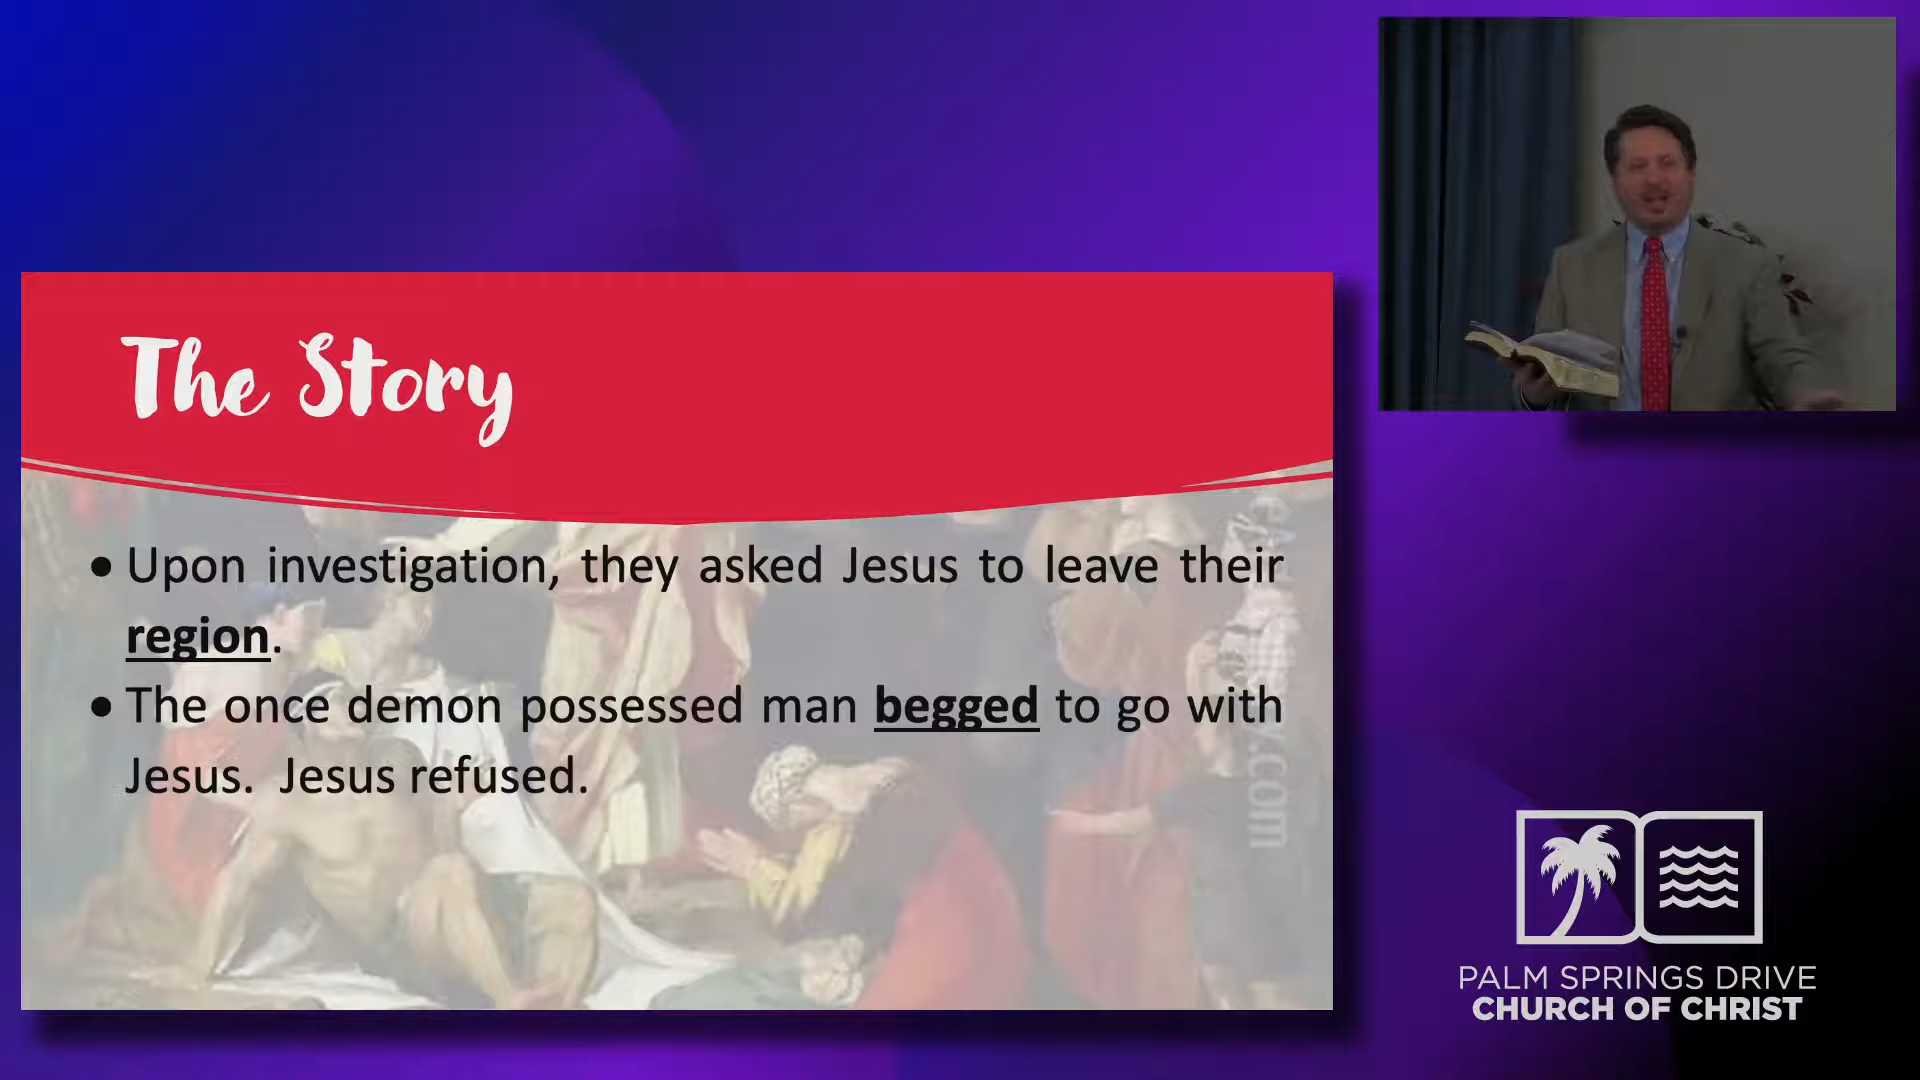 The Story
• Upon investigation, they asked Jesus to leave their
region.
• The once demon possessed man begged to go with
Jesus.  Jesus refused.
PALM SPRINGS DRIVE
CHURCH OF CHRIST